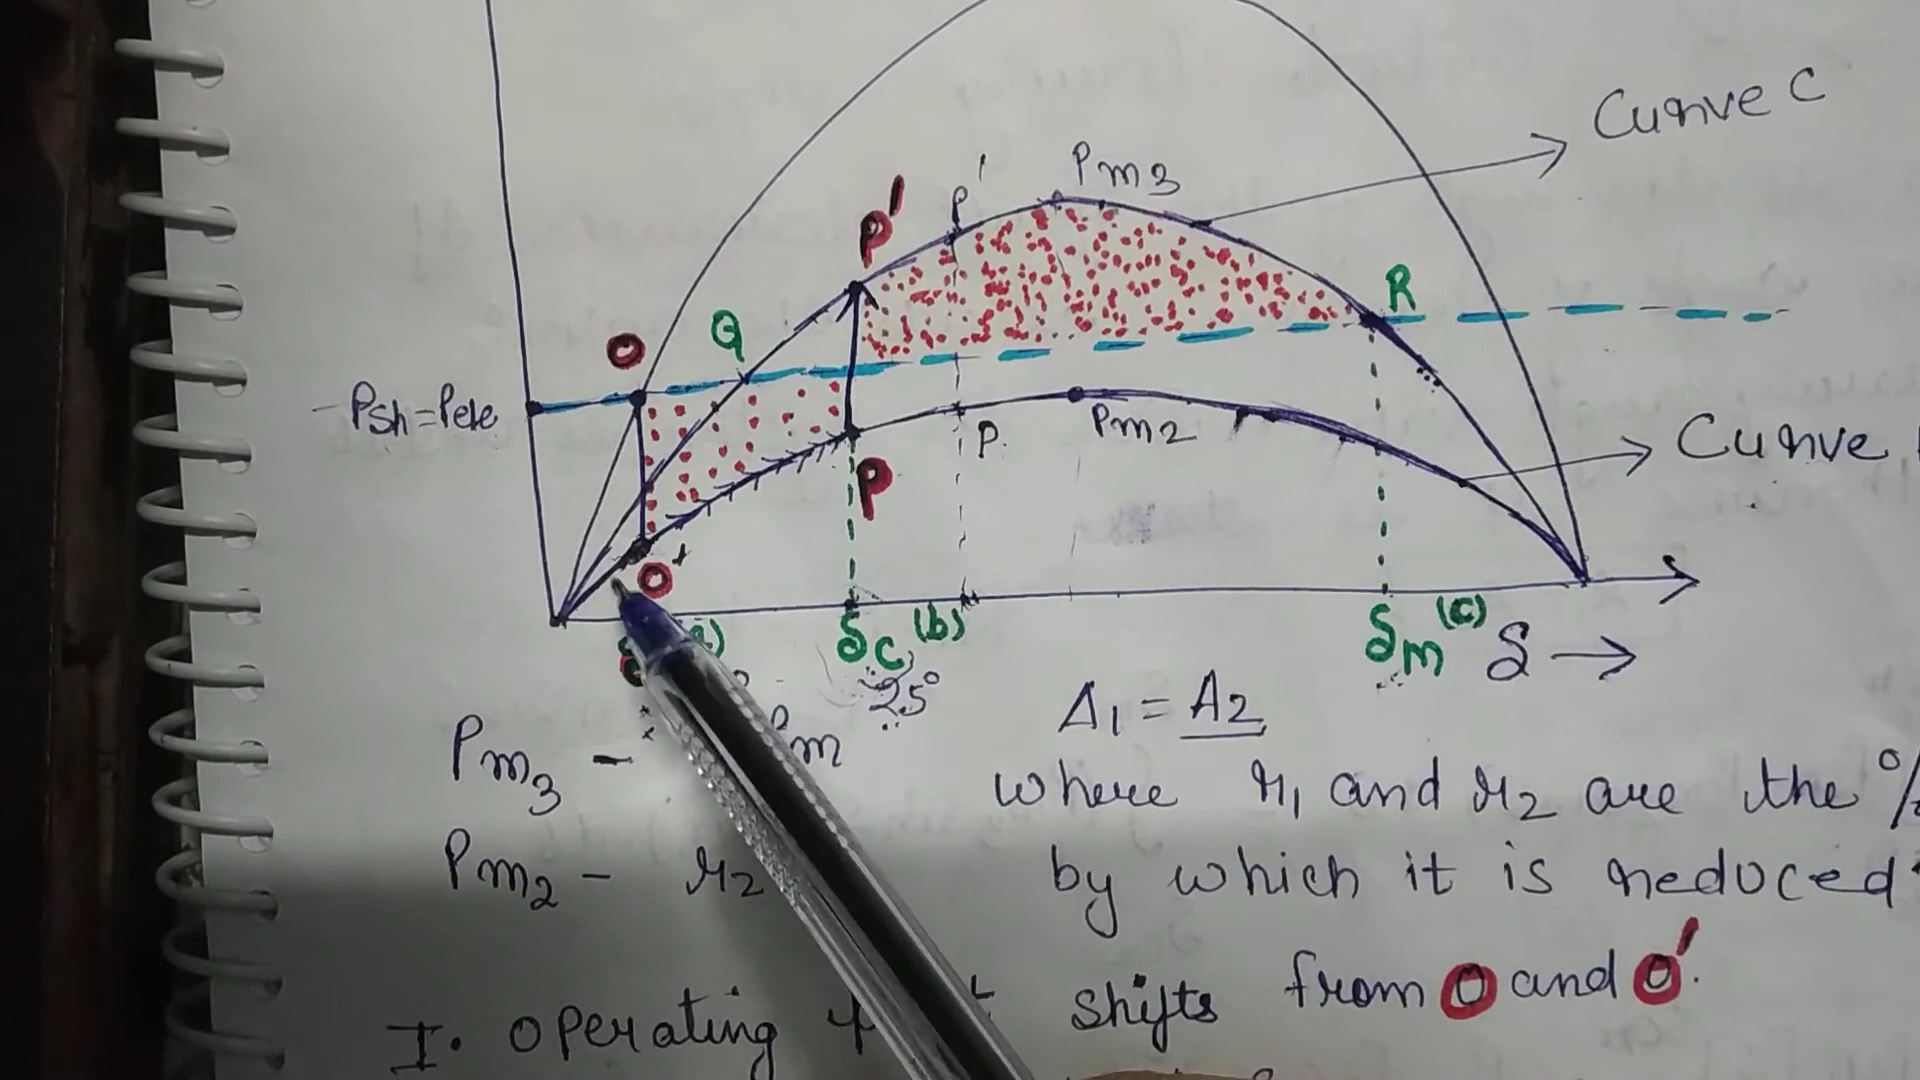 Curve C
Pm3
P'
P'
R
Q
O
Psh=Pele
Pm2
P.
P
Curve
O'
δc (b)
δm (c) δ →
25°
A1 = A2
Pm3 - Pm
where r1 and r2 are the %
Pm2 - r2
by which it is reduced
I. operating shifts from O and O'.